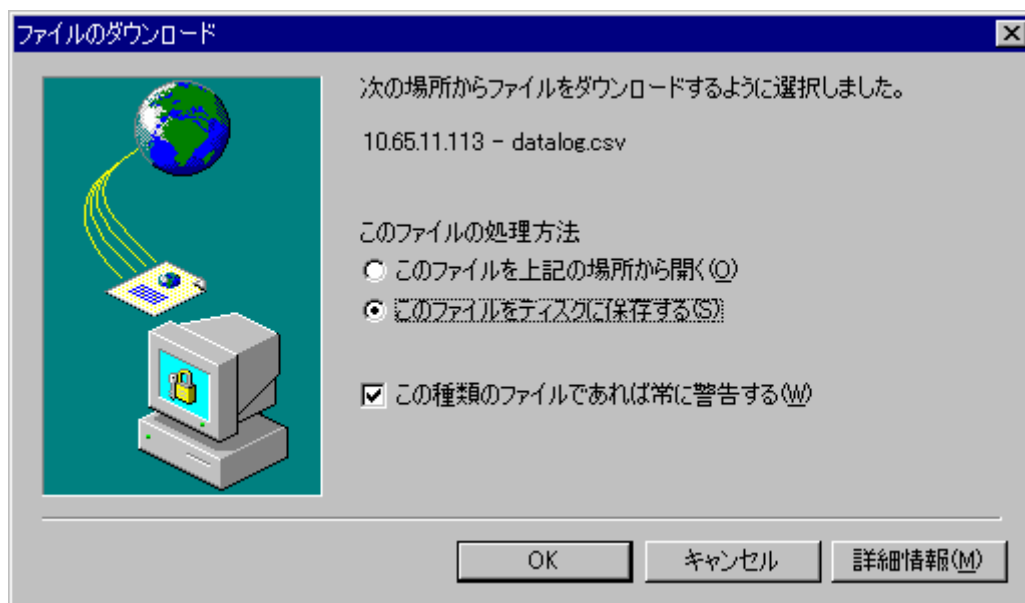 ファイルのダウンロード
次の場所からファイルをダウンロードするように選択しました。
10.65.11.113 - datalog.csv
このファイルの処理方法
このファイルを上記の場所から開く(O)
このファイルをディスクに保存する(S)
この種類のファイルであれば常に警告する(W)
OK キャンセル 詳細情報(M)